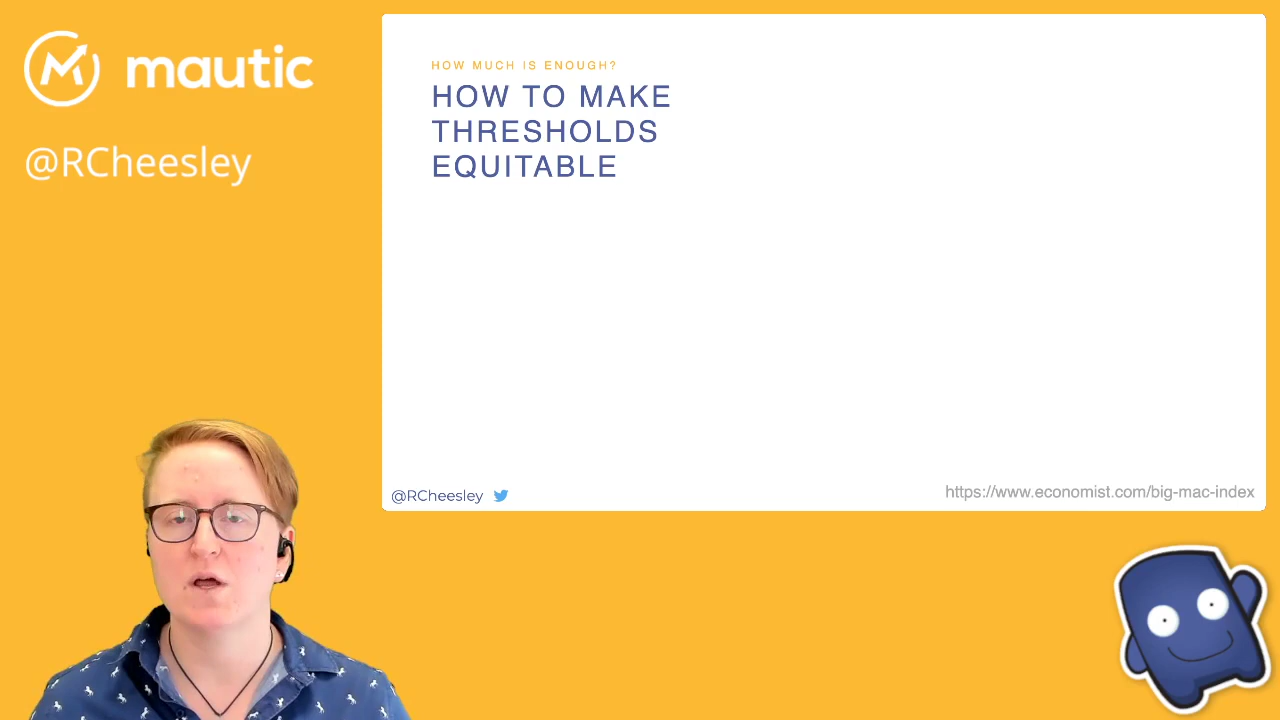 mautic
@RCheesley
HOW MUCH IS ENOUGH?
HOW TO MAKE
THRESHOLDS
EQUITABLE
@RCheesley
https://www.economist.com/big-mac-index